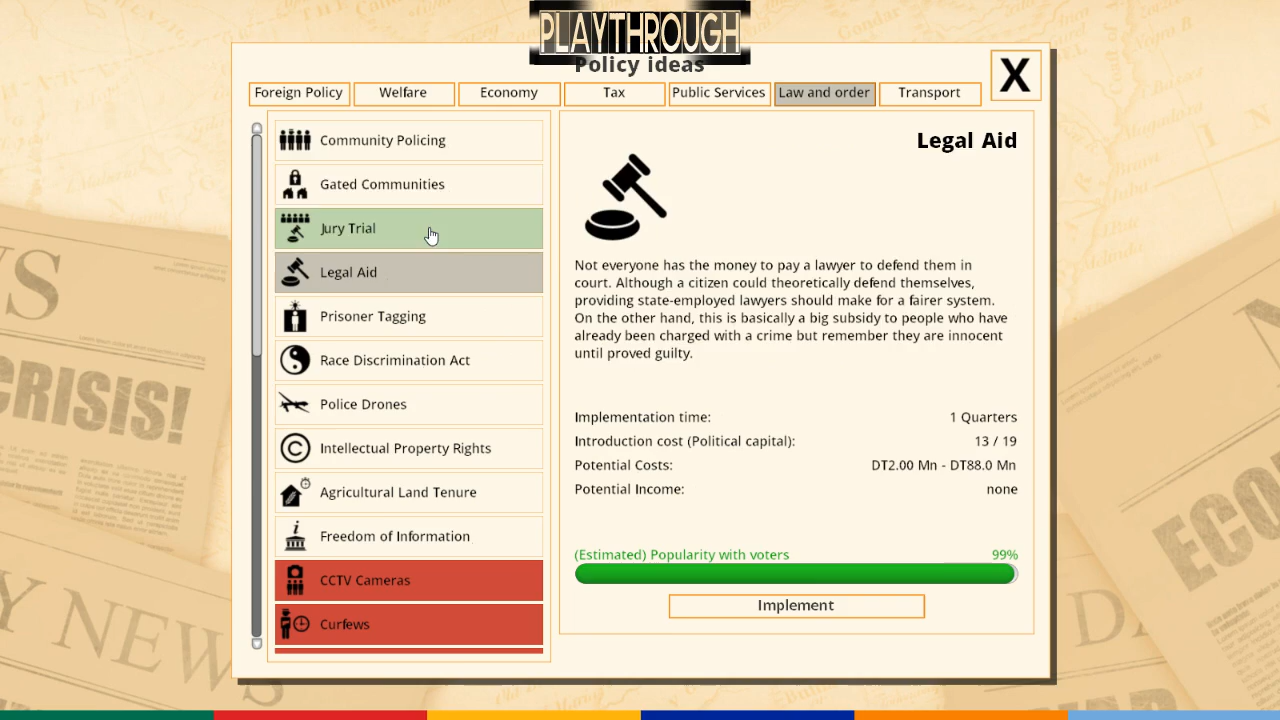 PLAYTHROUGH
Policy ideas
X
Foreign Policy
Welfare
Economy
Tax
Public Services
Law and order
Transport
Community Policing
Gated Communities
Jury Trial
Legal Aid
Prisoner Tagging
Race Discrimination Act
Police Drones
Intellectual Property Rights
Agricultural Land Tenure
Freedom of Information
CCTV Cameras
Curfews
Legal Aid
Not everyone has the money to pay a lawyer to defend them in
court. Although a citizen could theoretically defend themselves,
providing state-employed lawyers should make for a fairer system.
On the other hand, this is basically a big subsidy to people who have
already been charged with a crime but remember they are innocent
until proved guilty.
Implementation time: 1 Quarters
Introduction cost (Political capital): 13 / 19
Potential Costs: DT2.00 Mn - DT88.0 Mn
Potential Income: none
(Estimated) Popularity with voters 99%
Implement
CRISIS!
NEWS